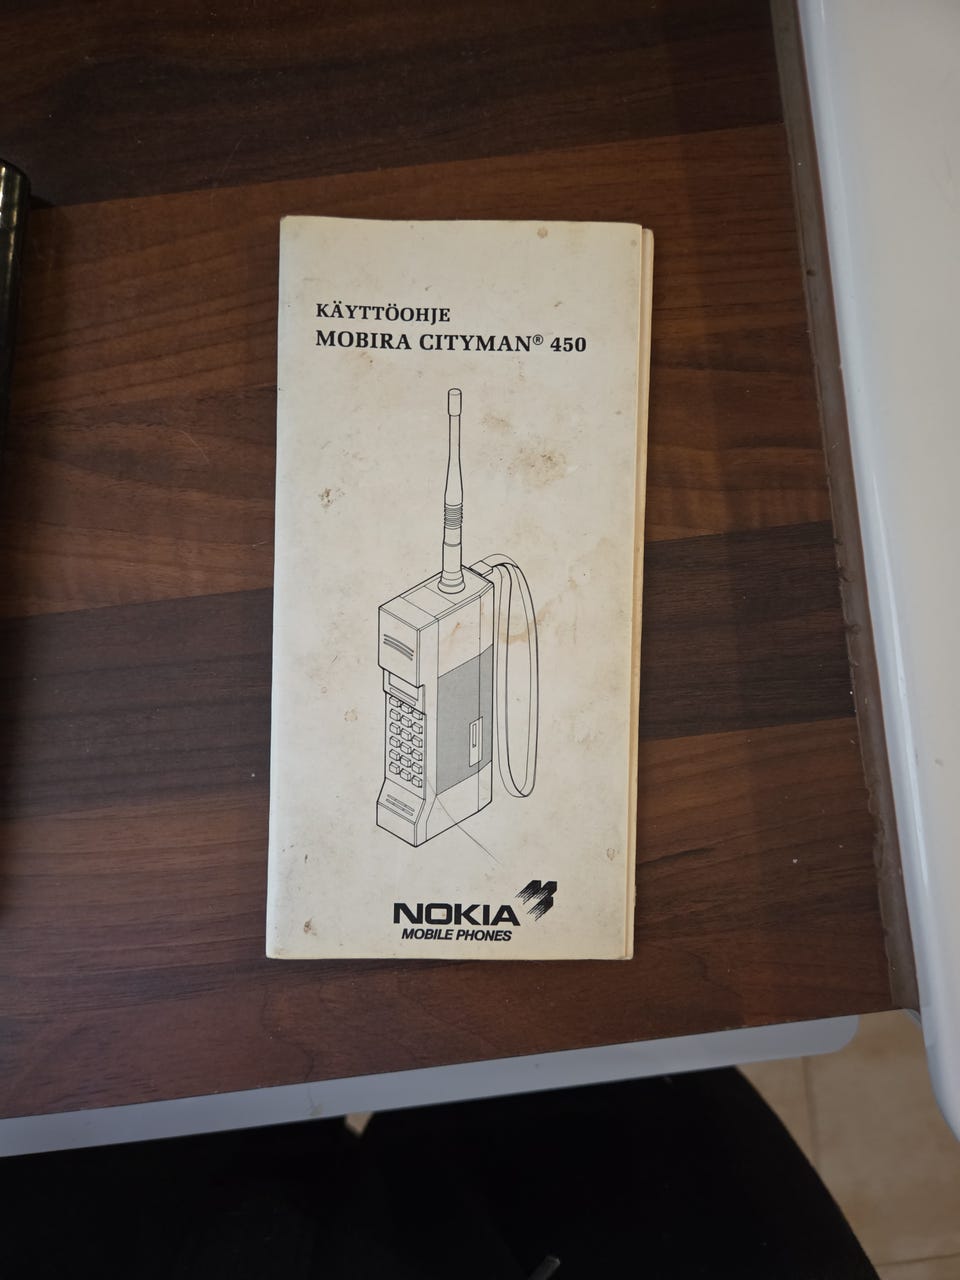 KÄYTTÖOHJE
MOBIRA CITYMAN® 450
NOKIA
MOBILE PHONES